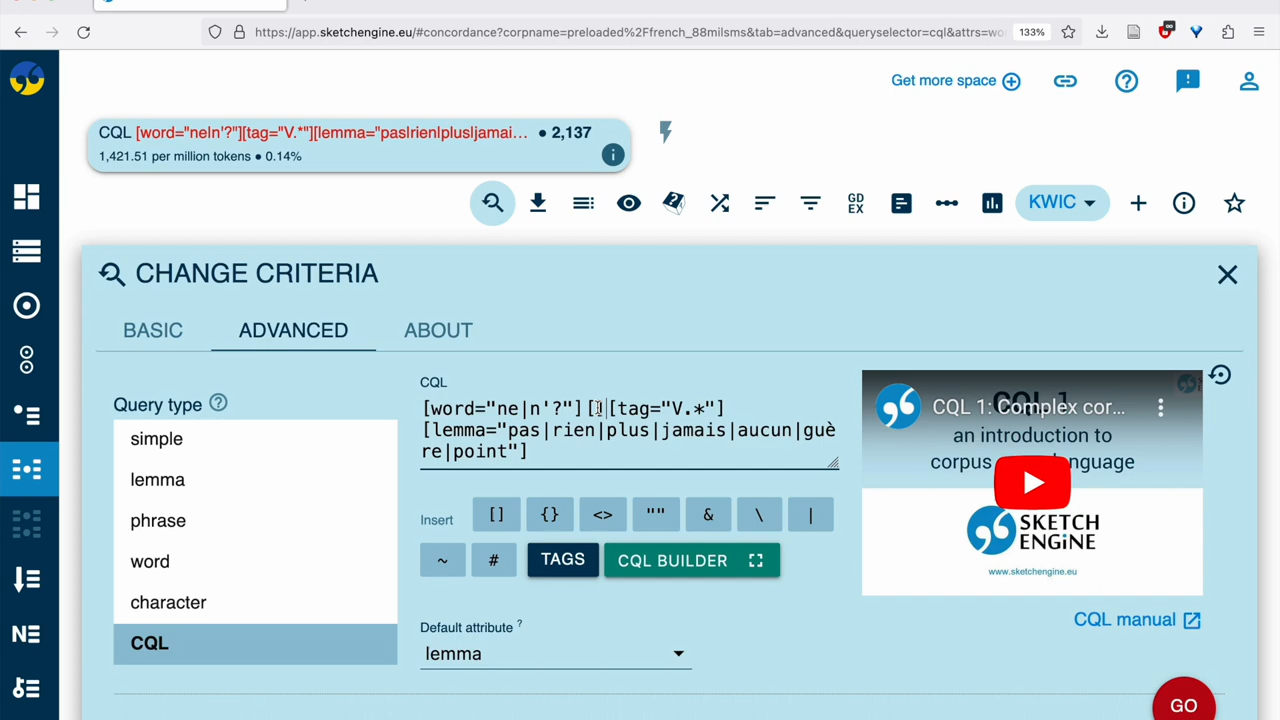 https://app.sketchengine.eu/#concordance?corpname=preloaded%2Ffrench_88milsms&tab=advanced&queryselector=cql&attrs=wo
133%
Get more space
CQL [word="ne|n'?"][tag="V.*"][lemma="pas|rien|plus|jamais… • 2,137
1,421.51 per million tokens • 0.14%
GD
EX
KWIC
CHANGE CRITERIA
BASIC
ADVANCED
ABOUT
Query type
simple
lemma
phrase
word
character
CQL
CQL
[word="ne|n'?"][] [tag="V.*"]
[lemma="pas|rien|plus|jamais|aucun|guè
re|point"]
Insert
[]
{}
<>
""
&
\
|
~
#
TAGS
CQL BUILDER
Default attribute ?
lemma
CQL 1: Complex cor...
an introduction to
SKETCH
ENGINE
www.sketchengine.eu
CQL manual
GO
NE